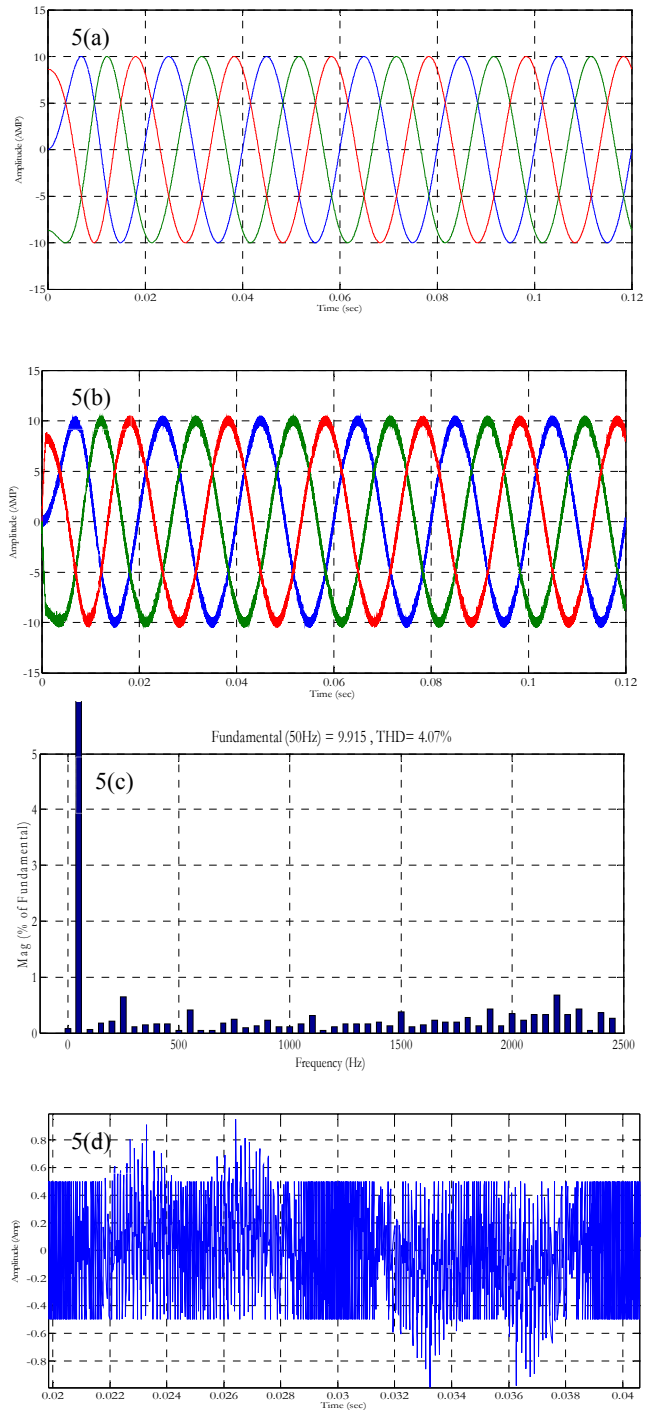 5(a)
Amplitude (AMP)
15
10
5
0
-5
-10
-15
0 0.02 0.04 0.06 0.08 0.1 0.12
Time (sec)
5(b)
Amplitude (AMP)
15
10
5
0
-5
-10
-15
0 0.02 0.04 0.06 0.08 0.1 0.12
Time (sec)
Fundamental (50Hz) = 9.915 , THD= 4.07%
5(c)
Mag (% of Fundamental)
5
4
3
2
1
0
0 500 1000 1500 2000 2500
Frequency (Hz)
5(d)
Amplitude (Amp)
0.8
0.6
0.4
0.2
0
-0.2
-0.4
-0.6
-0.8
0.02 0.022 0.024 0.026 0.028 0.03 0.032 0.034 0.036 0.038 0.04
Time (sec)